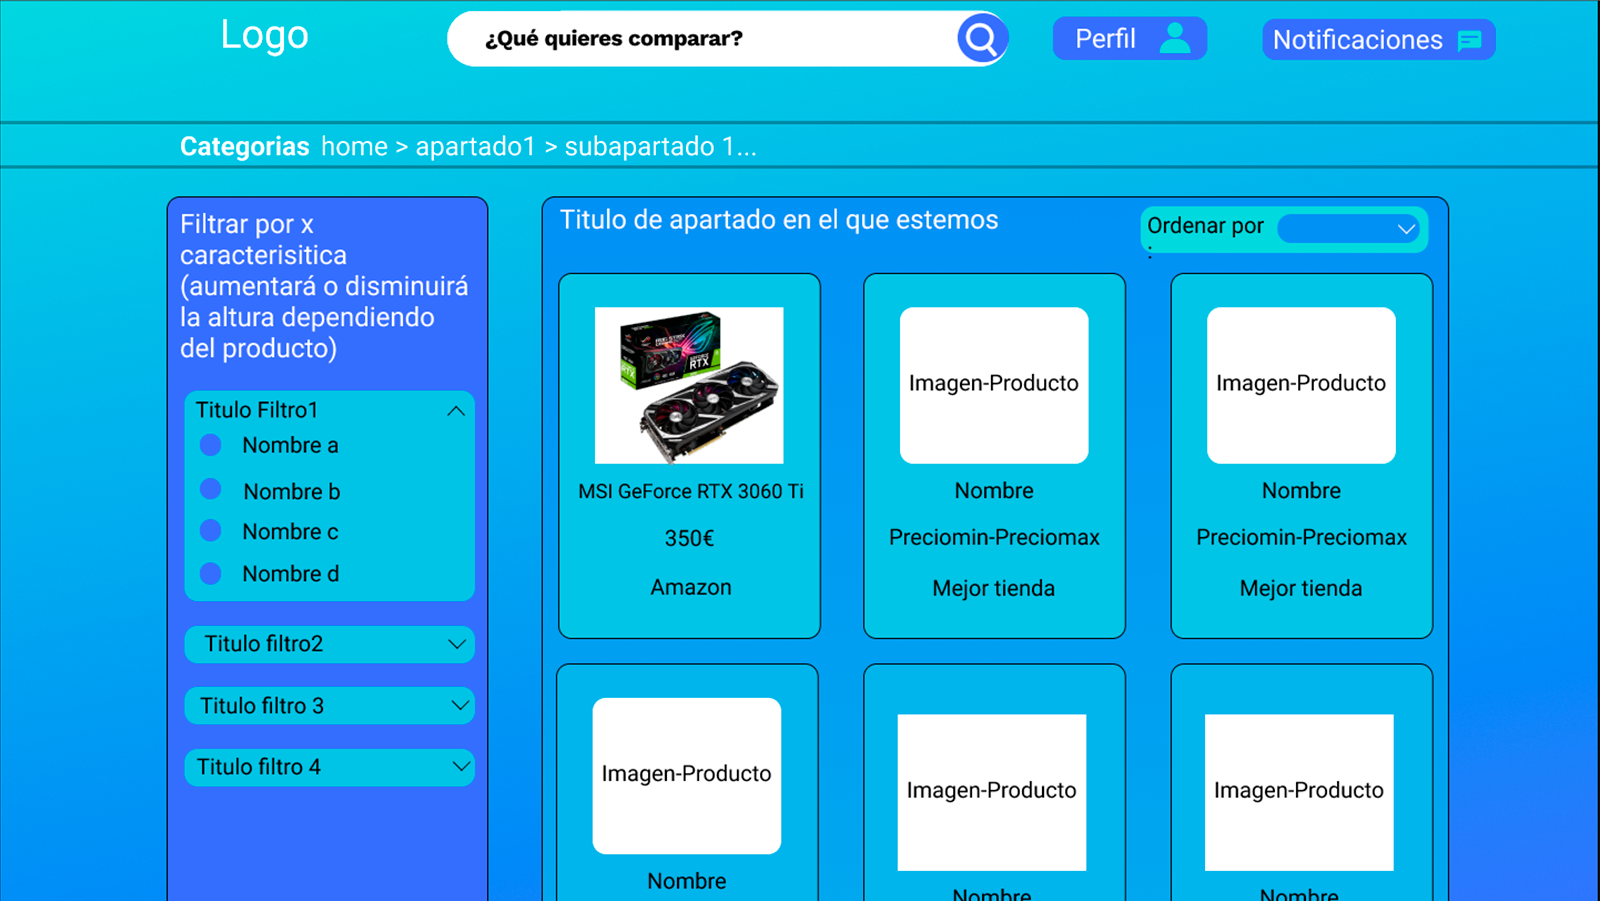 Logo
¿Qué quieres comparar?
Perfil
Notificaciones
Categorias home > apartado1 > subapartado 1...
Filtrar por x
caracterisitica
(aumentará o disminuirá
la altura dependiendo
del producto)
Titulo Filtro1
Nombre a
Nombre b
Nombre c
Nombre d
Titulo filtro2
Titulo filtro 3
Titulo filtro 4
Titulo de apartado en el que estemos
Ordenar por
:
RTX
RTX
MSI GeForce RTX 3060 Ti
350€
Amazon
Imagen-Producto
Nombre
Preciomin-Preciomax
Mejor tienda
Imagen-Producto
Nombre
Preciomin-Preciomax
Mejor tienda
Imagen-Producto
Nombre
Imagen-Producto
Nombre
Imagen-Producto
Nombre